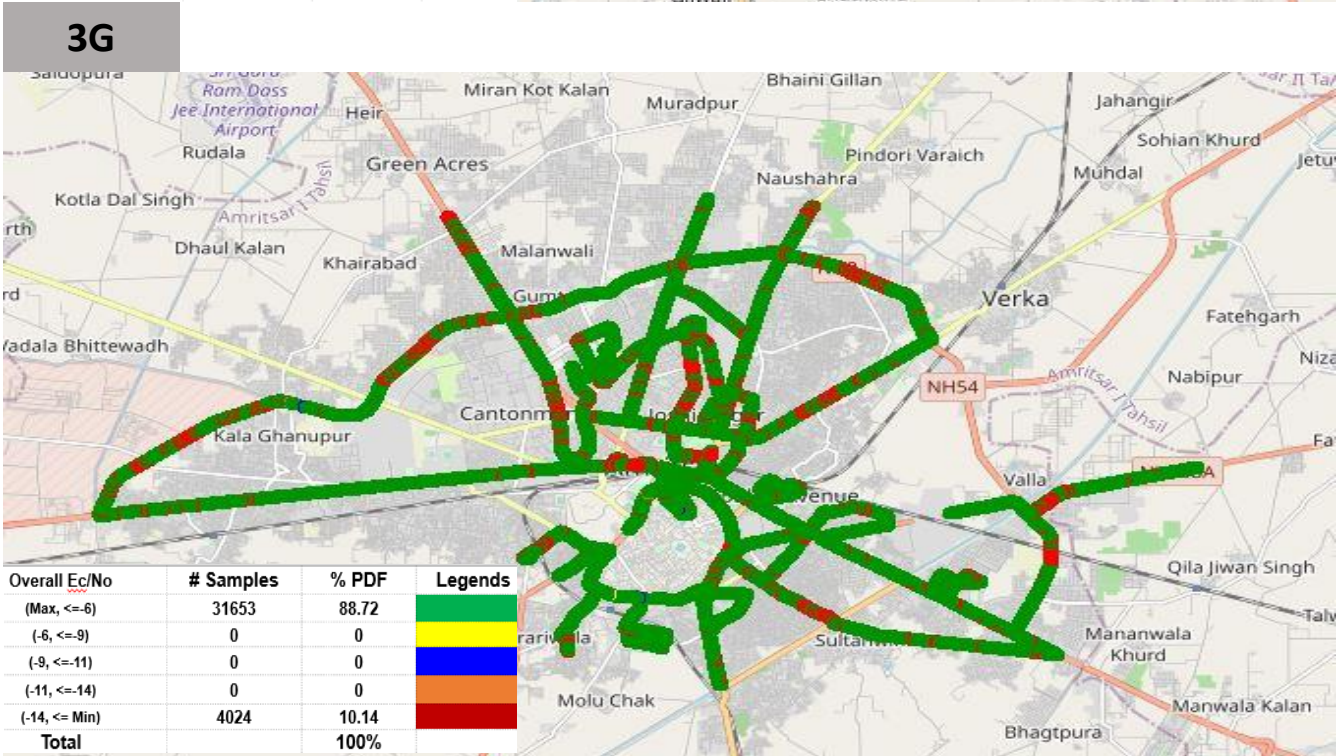 3G
Bhaini Gillan
Sri Guru
Ram Dass
Jee International
Airport
Miran Kot Kalan
Muradpur
Jahangir
Heir
Sohian Khurd
Rudala
Green Acres
Pindori Varaich
Muhdal
Naushahra
Kotla Dal Singh
Amritsar I Tahsil
Dhaul Kalan
Khairabad
Malanwali
Verka
Fatehgarh
Vadala Bhittewadh
NH54
Amritsar I Tahsil
Nabipur
Kala Ghanupur
Valla
Qila Jiwan Singh
Mananwala
Khurd
Molu Chak
Manwala Kalan
Bhagtpura
Overall Ec/No # Samples % PDF Legends
(Max, <=-6) 31653 88.72
(-6, <=-9) 0 0
(-9, <=-11) 0 0
(-11, <=-14) 0 0
(-14, <= Min) 4024 10.14
Total 100%